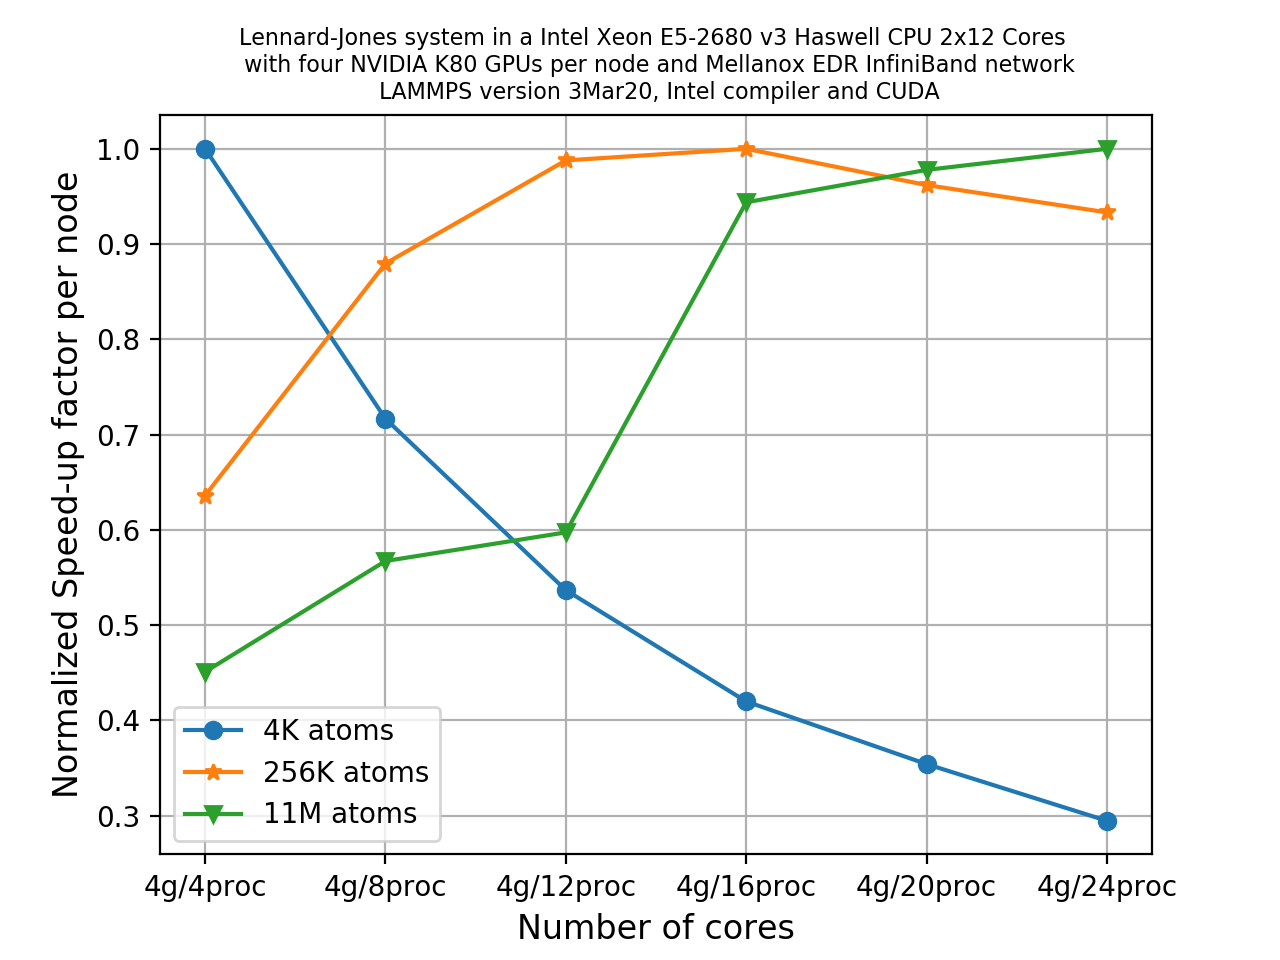 Lennard-Jones system in a Intel Xeon E5-2680 v3 Haswell CPU 2x12 Cores
with four NVIDIA K80 GPUs per node and Mellanox EDR InfiniBand network
LAMMPS version 3Mar20, Intel compiler and CUDA
Normalized Speed-up factor per node
1.0
0.9
0.8
0.7
0.6
0.5
0.4
0.3
4K atoms
256K atoms
11M atoms
4g/4proc
4g/8proc
4g/12proc
4g/16proc
4g/20proc
4g/24proc
Number of cores